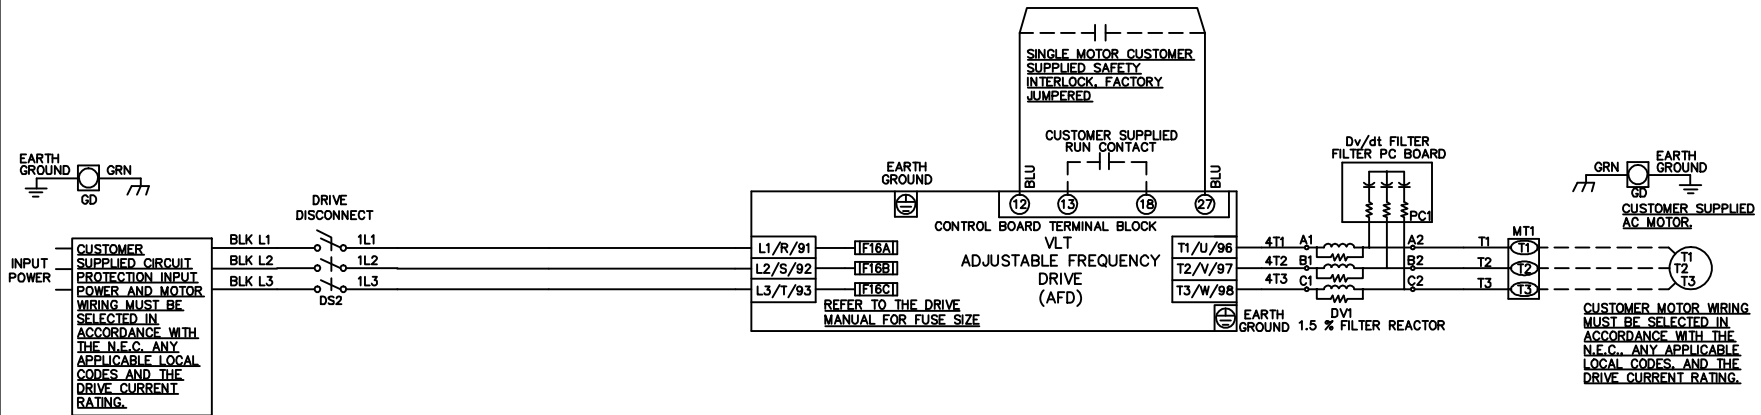 SINGLE MOTOR CUSTOMER
SUPPLIED SAFETY
INTERLOCK, FACTORY
JUMPERED
CUSTOMER SUPPLIED
RUN CONTACT
BLU
BLU
12
13
18
27
CONTROL BOARD TERMINAL BLOCK
EARTH
GROUND
GRN
GD
DRIVE
DISCONNECT
INPUT
POWER
CUSTOMER
SUPPLIED CIRCUIT
PROTECTION INPUT
POWER AND MOTOR
WIRING MUST BE
SELECTED IN
ACCORDANCE WITH
THE N.E.C. ANY
APPLICABLE LOCAL
CODES AND THE
DRIVE CURRENT
RATING.
BLK L1
BLK L2
BLK L3
1L1
1L2
1L3
DS2
EARTH
GROUND
L1/R/91
L2/S/92
L3/T/93
F16A
F16B
F16C
REFER TO THE DRIVE
MANUAL FOR FUSE SIZE
VLT
ADJUSTABLE FREQUENCY
DRIVE
(AFD)
T1/U/96
T2/V/97
T3/W/98
EARTH
GROUND
4T1
4T2
4T3
A1
B1
C1
DV1
1.5 % FILTER REACTOR
Dv/dt FILTER
FILTER PC BOARD
PC1
A2
B2
C2
T1
T2
T3
MT1
T1
T2
T3
GRN
GD
EARTH
GROUND
CUSTOMER SUPPLIED
AC MOTOR.
T1
T2
T3
CUSTOMER MOTOR WIRING
MUST BE SELECTED IN
ACCORDANCE WITH THE
N.E.C., ANY APPLICABLE
LOCAL CODES, AND THE
DRIVE CURRENT RATING.